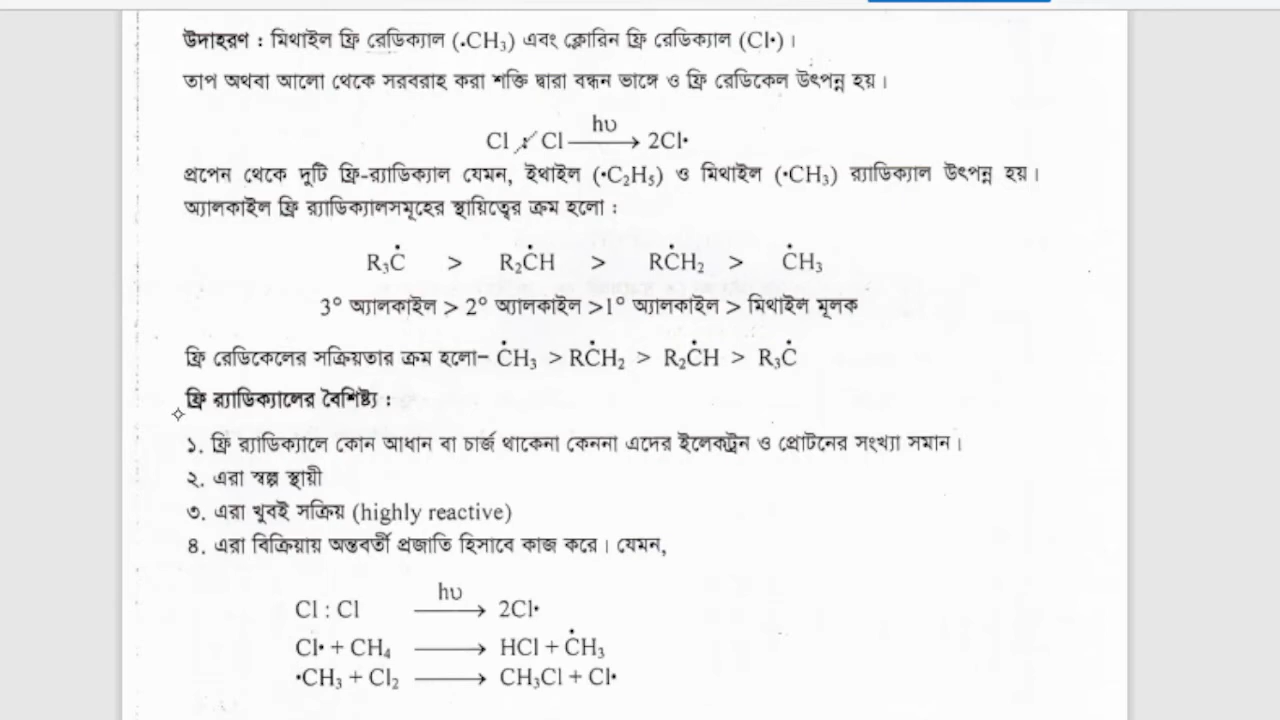 উদাহরণ : মিথাইল ফ্রি রেডিক্যাল (•CH₃) এবং ক্লোরিন ফ্রি রেডিক্যাল (Cl•)।
তাপ অথবা আলো থেকে সরবরাহ করা শক্তি দ্বারা বন্ধন ভাঙ্গে ও ফ্রি রেডিকেল উৎপন্ন হয়।
hυ
Cl : Cl ⟶ 2Cl•
প্রপেন থেকে দুটি ফ্রি-র‍্যাডিক্যাল যেমন, ইথাইল (•C₂H₅) ও মিথাইল (•CH₃) র‍্যাডিক্যাল উৎপন্ন হয়।
অ্যালকাইল ফ্রি র‍্যাডিক্যালসমূহের স্থায়িত্বের ক্রম হলো :
R₃Ċ > R₂ĊH > RĊH₂ > ĊH₃
3° অ্যালকাইল > 2° অ্যালকাইল >1° অ্যালকাইল > মিথাইল মূলক
ফ্রি রেডিকেলের সক্রিয়তার ক্রম হলো– ĊH₃ > RĊH₂ > R₂ĊH > R₃Ċ
ফ্রি র‍্যাডিক্যালের বৈশিষ্ট্য :
১. ফ্রি র‍্যাডিক্যালে কোন আধান বা চার্জ থাকেনা কেননা এদের ইলেকট্রন ও প্রোটনের সংখ্যা সমান।
২. এরা স্বল্প স্থায়ী
৩. এরা খুবই সক্রিয় (highly reactive)
৪. এরা বিক্রিয়ায় অন্তবর্তী প্রজাতি হিসাবে কাজ করে। যেমন,
hυ
Cl : Cl ⟶ 2Cl•
Cl• + CH₄ ⟶ HCl + ĊH₃
•CH₃ + Cl₂ ⟶ CH₃Cl + Cl•